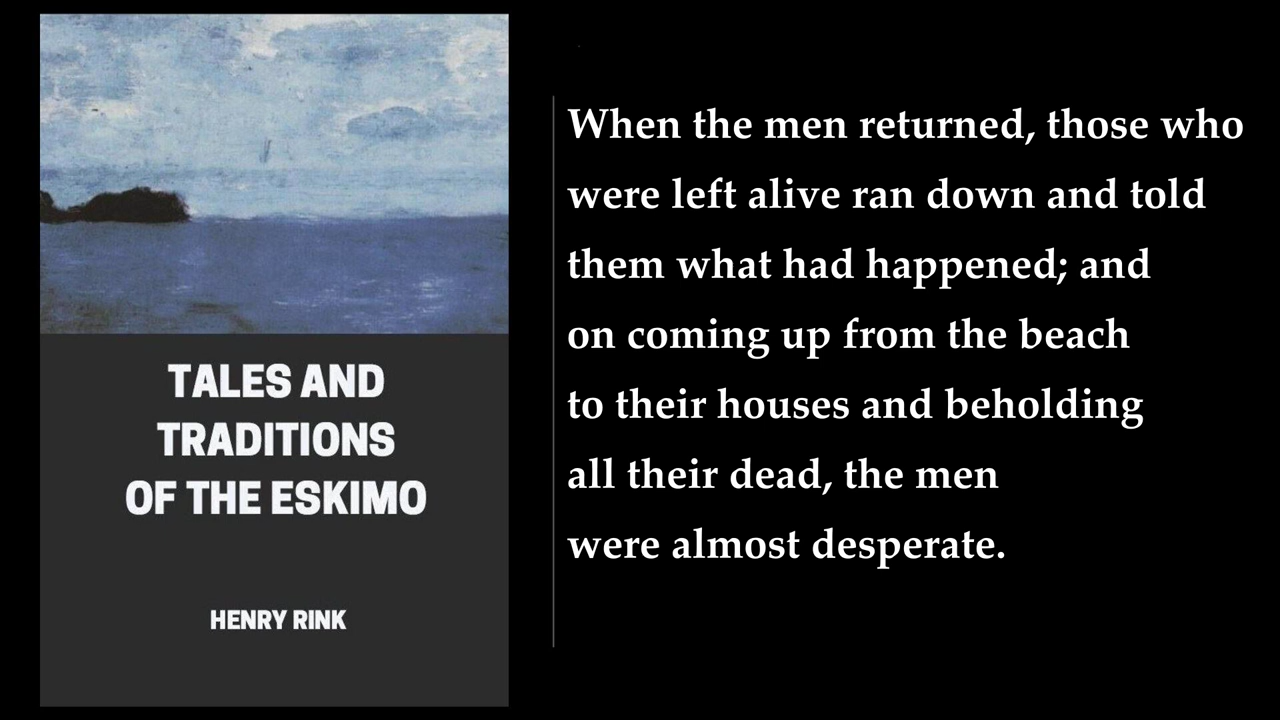 TALES AND
TRADITIONS
OF THE ESKIMO
HENRY RINK
When the men returned, those who
were left alive ran down and told
them what had happened; and
on coming up from the beach
to their houses and beholding
all their dead, the men
were almost desperate.